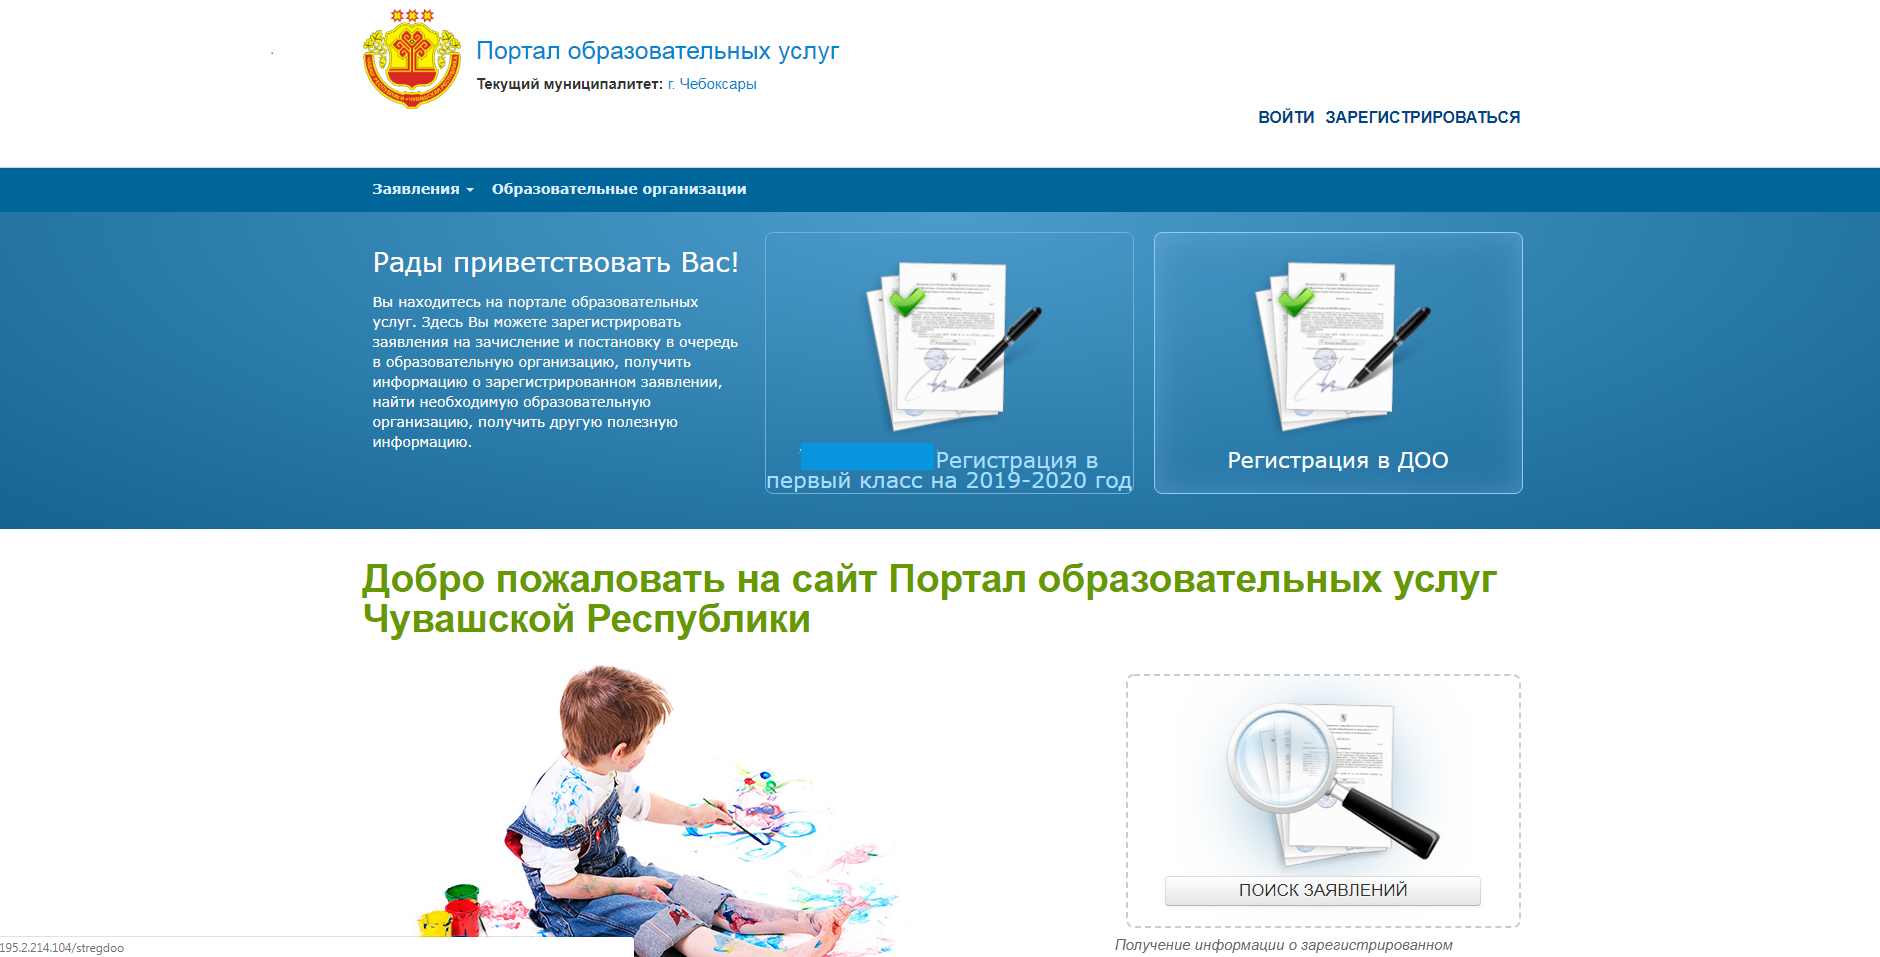 Портал образовательных услуг
Текущий муниципалитет: г. Чебоксары
ВОЙТИ ЗАРЕГИСТРИРОВАТЬСЯ
Заявления Образовательные организации
Рады приветствовать Вас!
Вы находитесь на портале образовательных
услуг. Здесь Вы можете зарегистрировать
заявления на зачисление и постановку в очередь
в образовательную организацию, получить
информацию о зарегистрированном заявлении,
найти необходимую образовательную
организацию, получить другую полезную
информацию.
Регистрация в
первый класс на 2019-2020 год
Регистрация в ДОО
Добро пожаловать на сайт Портал образовательных услуг
Чувашской Республики
ПОИСК ЗАЯВЛЕНИЙ
Получение информации о зарегистрированном
195.2.214.104/stregdoo